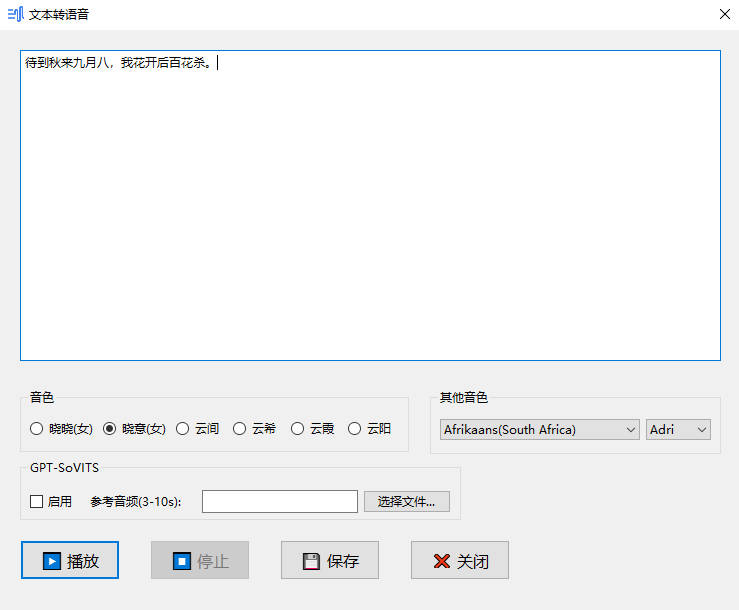 文本转语音
待到秋来九月八，我花开后百花杀。
音色
晓晓(女) 晓意(女) 云间 云希 云霞 云阳
其他音色
Afrikaans(South Africa) Adri
GPT-SoVITS
启用 参考音频(3-10s): 选择文件...
播放 停止 保存 关闭